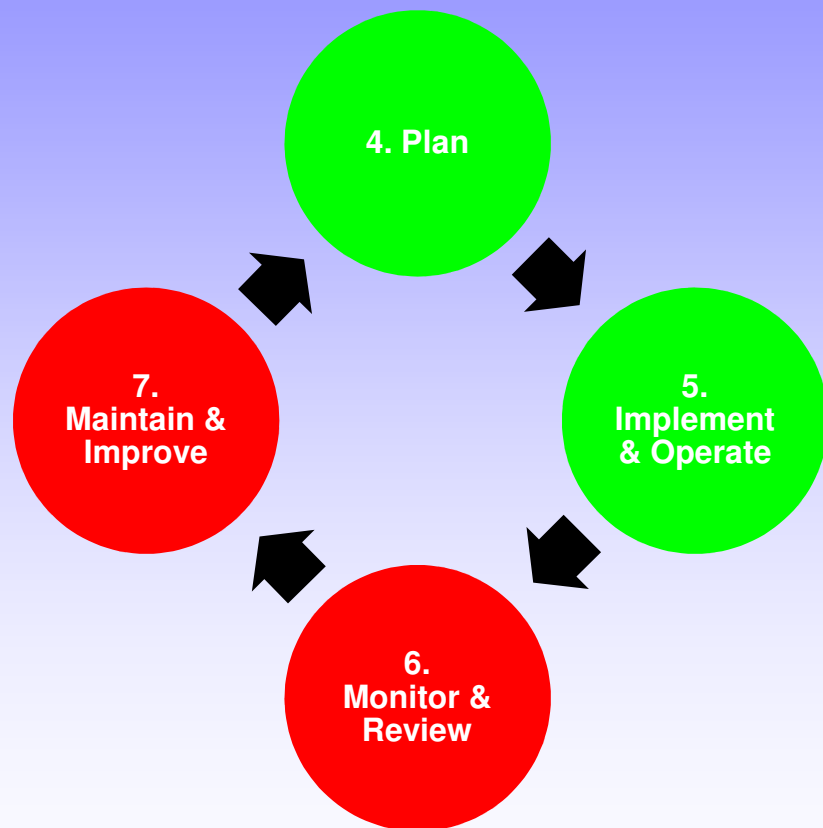 4. Plan
5.
Implement
& Operate
6.
Monitor &
Review
7.
Maintain &
Improve